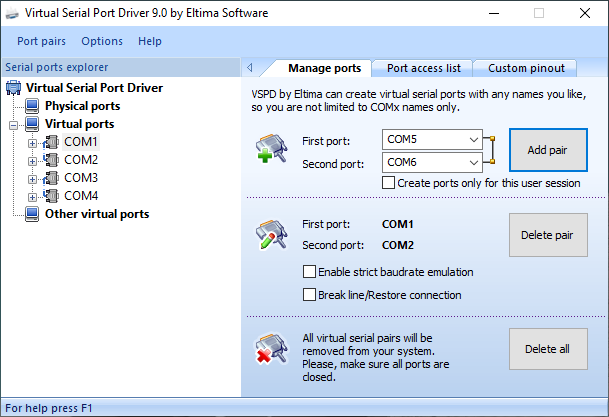 Virtual Serial Port Driver 9.0 by Eltima Software
Port pairs Options Help
Serial ports explorer
Virtual Serial Port Driver
Physical ports
Virtual ports
COM1
COM2
COM3
COM4
Other virtual ports
Manage ports Port access list Custom pinout
VSPD by Eltima can create virtual serial ports with any names you like,
so you are not limited to COMx names only.
First port: COM5
Second port: COM6
Add pair
Create ports only for this user session
First port: COM1
Second port: COM2
Delete pair
Enable strict baudrate emulation
Break line/Restore connection
All virtual serial pairs will be
removed from your system.
Please, make sure all ports are
closed.
Delete all
For help press F1